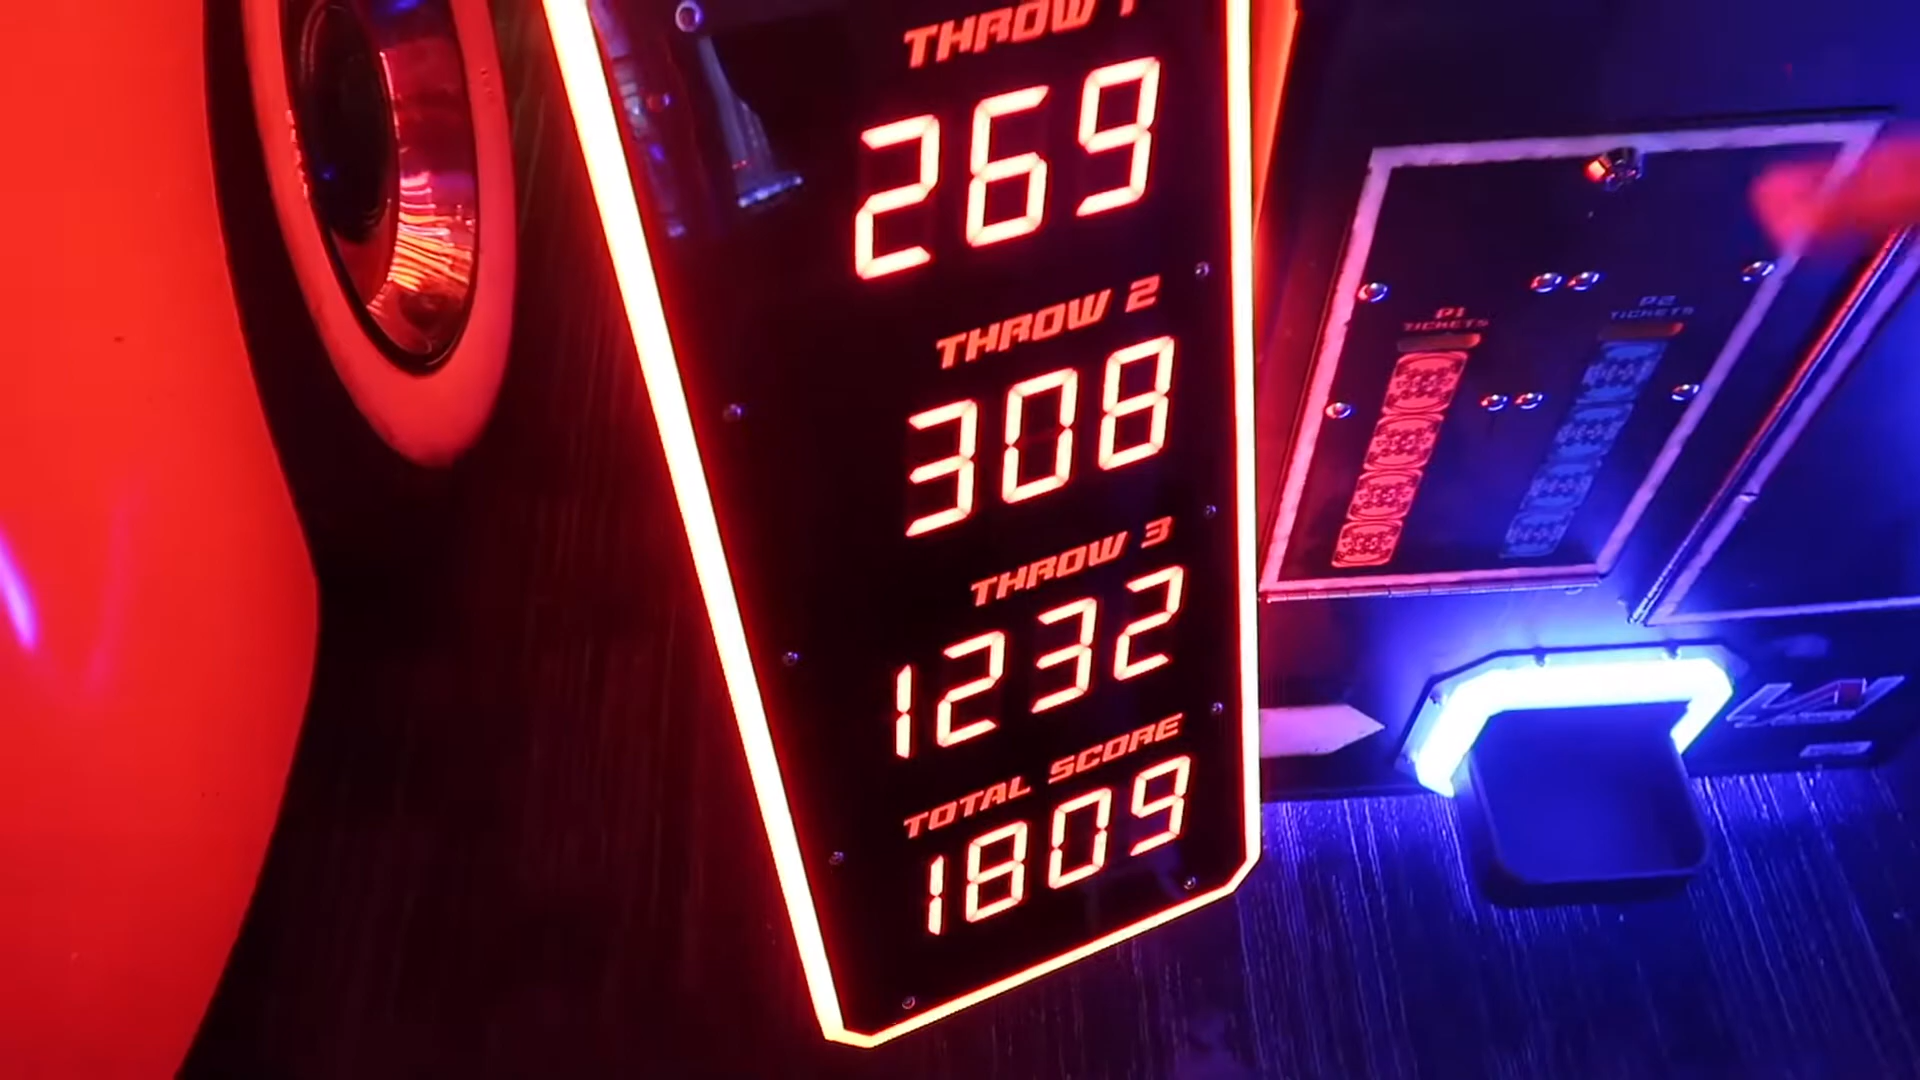 THROW 1
269
THROW 2
308
THROW 3
1232
TOTAL SCORE
1809
P1
TICKETS
P2
TICKETS